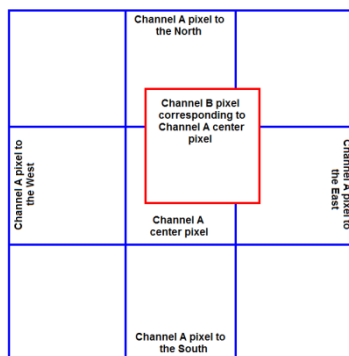 Channel A pixel to
the North
Channel B pixel
corresponding to
Channel A center
pixel
Channel A pixel to
the West
Channel A pixel to
the East
Channel A
center pixel
Channel A pixel to
the South